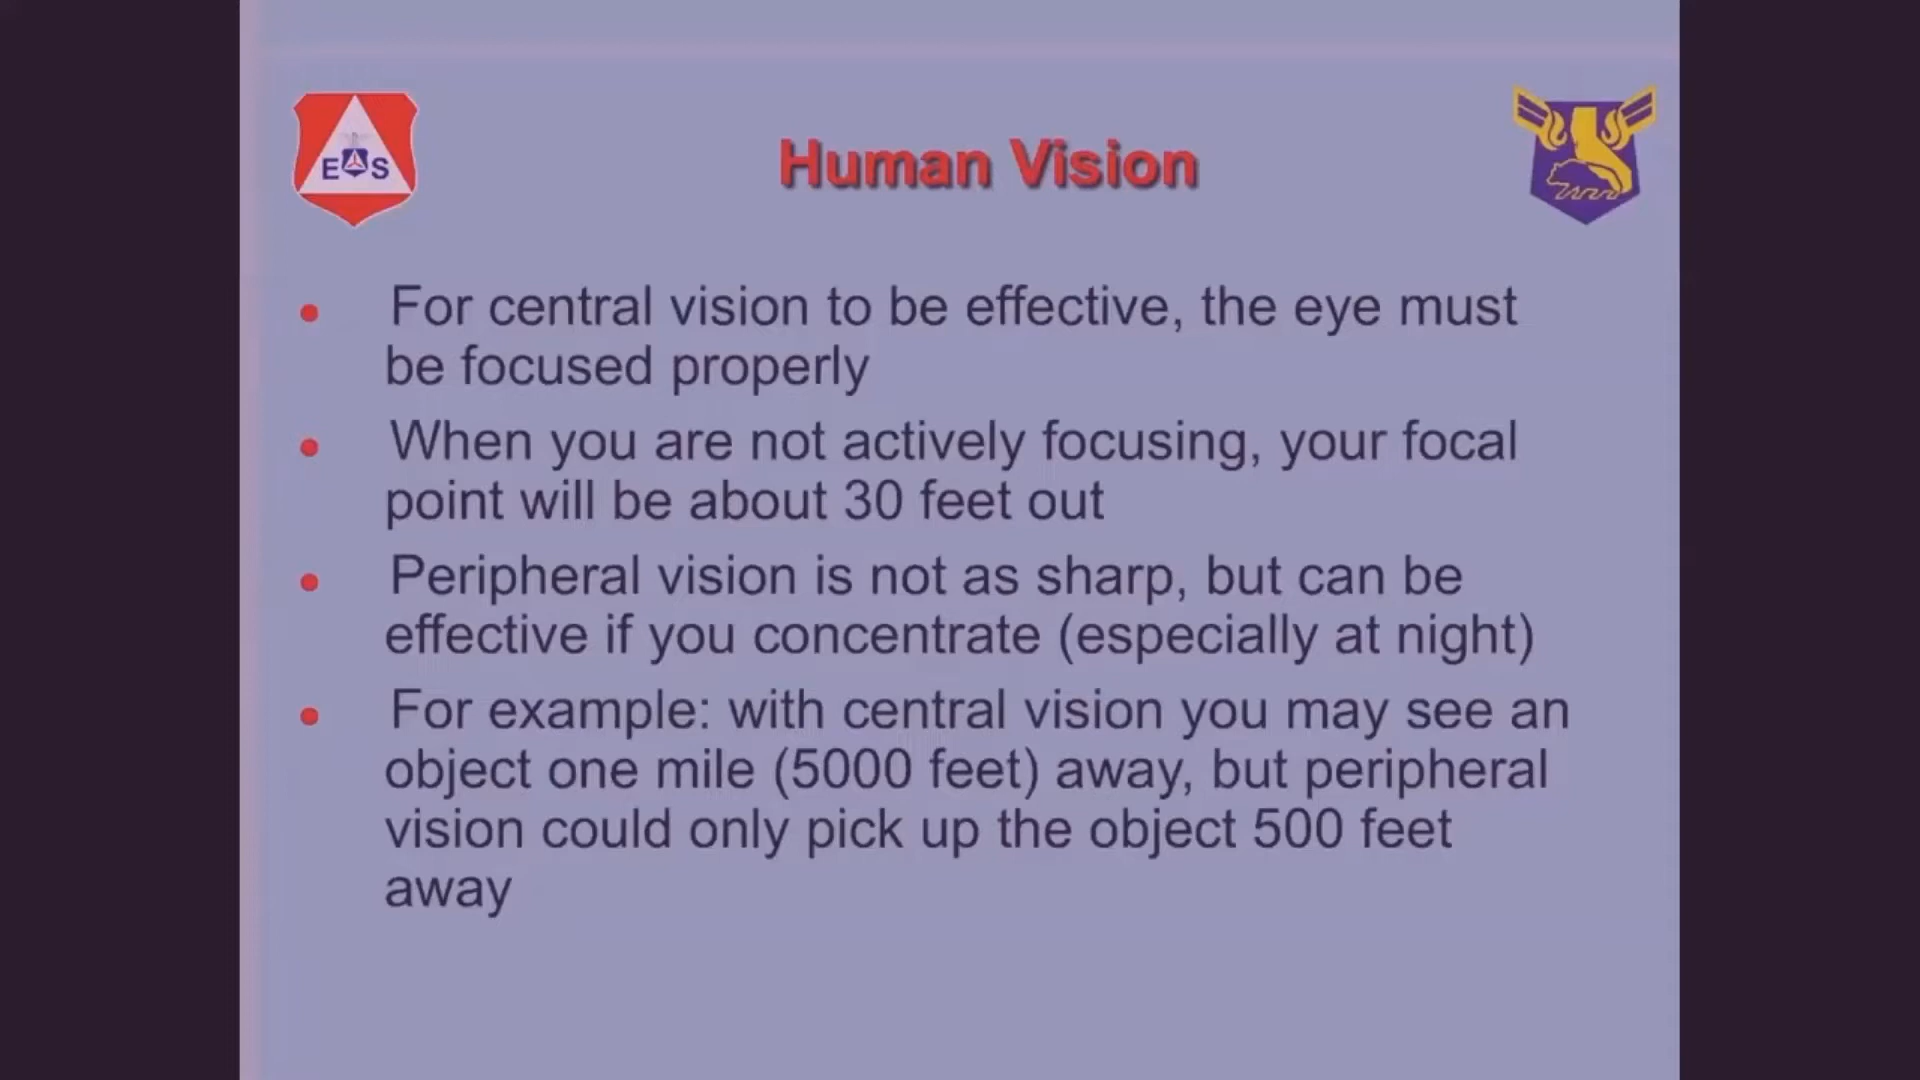 Human Vision
E S
For central vision to be effective, the eye must
be focused properly
When you are not actively focusing, your focal
point will be about 30 feet out
Peripheral vision is not as sharp, but can be
effective if you concentrate (especially at night)
For example: with central vision you may see an
object one mile (5000 feet) away, but peripheral
vision could only pick up the object 500 feet
away